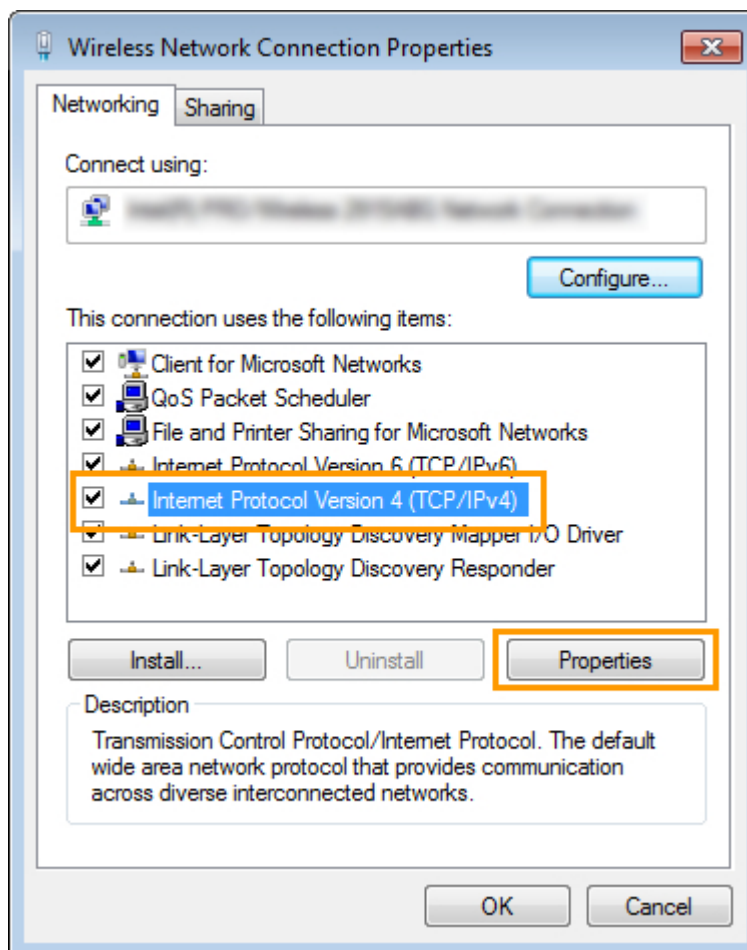 Wireless Network Connection Properties
Networking
Sharing
Connect using:
Configure...
This connection uses the following items:
Client for Microsoft Networks
QoS Packet Scheduler
File and Printer Sharing for Microsoft Networks
Internet Protocol Version 6 (TCP/IPv6)
Internet Protocol Version 4 (TCP/IPv4)
Link-Layer Topology Discovery Mapper I/O Driver
Link-Layer Topology Discovery Responder
Install...
Uninstall
Properties
Description
Transmission Control Protocol/Internet Protocol. The default
wide area network protocol that provides communication
across diverse interconnected networks.
OK
Cancel